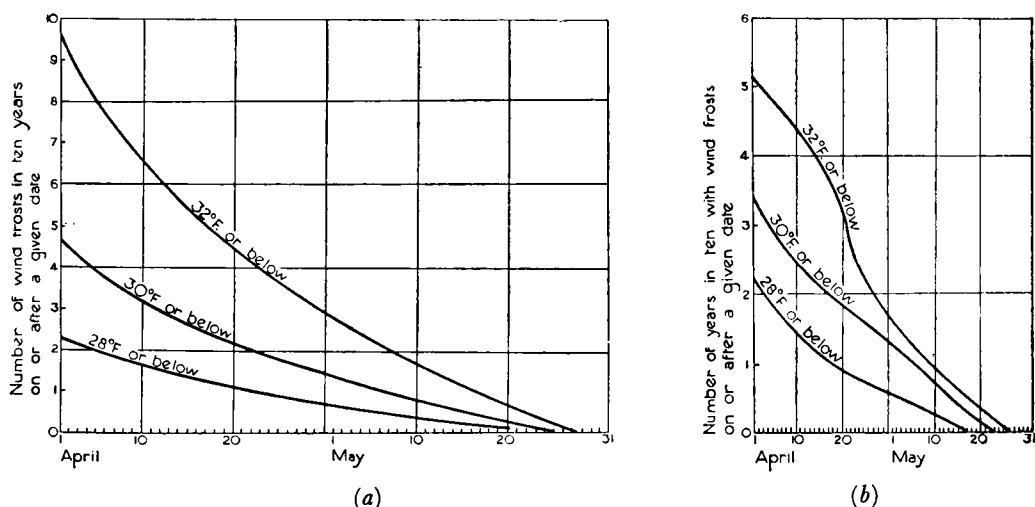 Number of wind frosts in ten years
on or after a given date
10
9
8
7
6
5
4
3
2
1
0
32°F. or below
30°F or below
28°F or below
1
10
20
1
10
20
31
April
May
(a)
Number of years in ten with wind frosts
on or after a given date
6
5
4
3
2
1
0
32°F or below
30°F. or below
28°F. or below
1
10
20
1
10
20
31
April
May
(b)